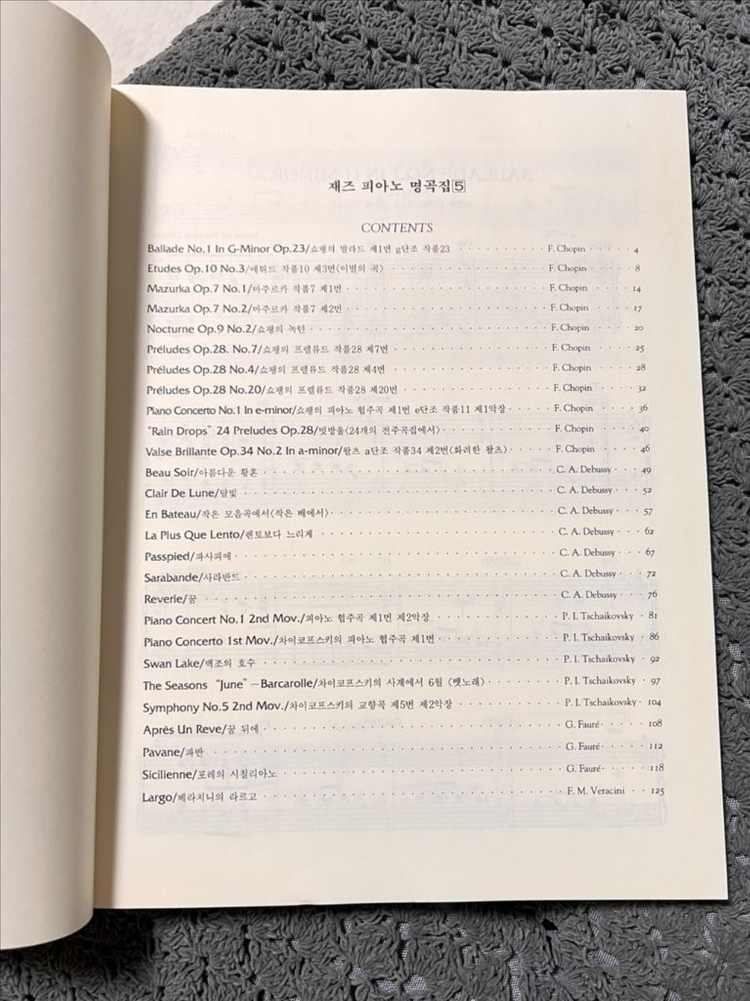 재즈 피아노 명곡집 5
CONTENTS
Ballade No,1 In G-Minor Op.23/쇼팽의 발라드 제1번 g단조 작품23 F. Chopin 4
Etudes Op.10 No.3/에튀드 작품10 제3번〈이별의 곡〉 F. Chopin 8
Mazurka Op.7 No.1/마주르카 작품7 제1번 F. Chopin 14
Mazurka Op.7 No.2/마주르카 작품7 제2번 F. Chopin 17
Nocturne Op.9 No.2/쇼팽의 녹턴 F. Chopin 20
Préludes Op.28. No.7/쇼팽의 프렐류드 작품28 제7번 F. Chopin 25
Préludes Op.28 No.4/쇼팽의 프렐류드 작품28 제4번 F. Chopin 28
Préludes Op.28 No.20/쇼팽의 프렐류드 작품28 제20번 F. Chopin 32
Piano Concerto No.1 In e-minor/쇼팽의 피아노 협주곡 제1번 e단조 작품11 제1악장 F. Chopin 36
"Rain Drops" 24 Preludes Op.28/빗방울〈24개의 전주곡집에서〉 F. Chopin 40
Valse Brillante Op.34 No.2 In a-minor/왈츠 a단조 작품34 제2번〈화려한 왈츠〉 F. Chopin 46
Beau Soir/아름다운 황혼 C. A. Debussy 49
Clair De Lune/달빛 C. A. Debussy 52
En Bateau/작은 모음곡에서〈작은 배에서〉 C. A. Debussy 57
La Plus Que Lento/렌토보다 느리게 C. A. Debussy 62
Passpied/파사피에 C. A. Debussy 67
Sarabande/사라반드 C. A. Debussy 72
Reverie/꿈 C. A. Debussy 76
Piano Concert No.1 2nd Mov./피아노 협주곡 제1번 제2악장 P. I. Tschaikovsky 81
Piano Concerto 1st Mov./차이코프스키의 피아노 협주곡 제1번 P. I. Tschaikovsky 86
Swan Lake/백조의 호수 P. I. Tschaikovsky 92
The Seasons "June"－Barcarolle/차이코프스키의 사계에서 6월 〈뱃노래〉 P. I. Tschaikovsky 97
Symphony No.5 2nd Mov./차이코프스키의 교향곡 제5번 제2악장 P. I. Tschaikovsky 104
Après Un Reve/꿈 뒤에 G. Fauré 108
Pavane/파반 G. Fauré 112
Sicilienne/포레의 시칠리아노 G. Fauré 118
Largo/베라치니의 라르고 F. M. Veracini 125